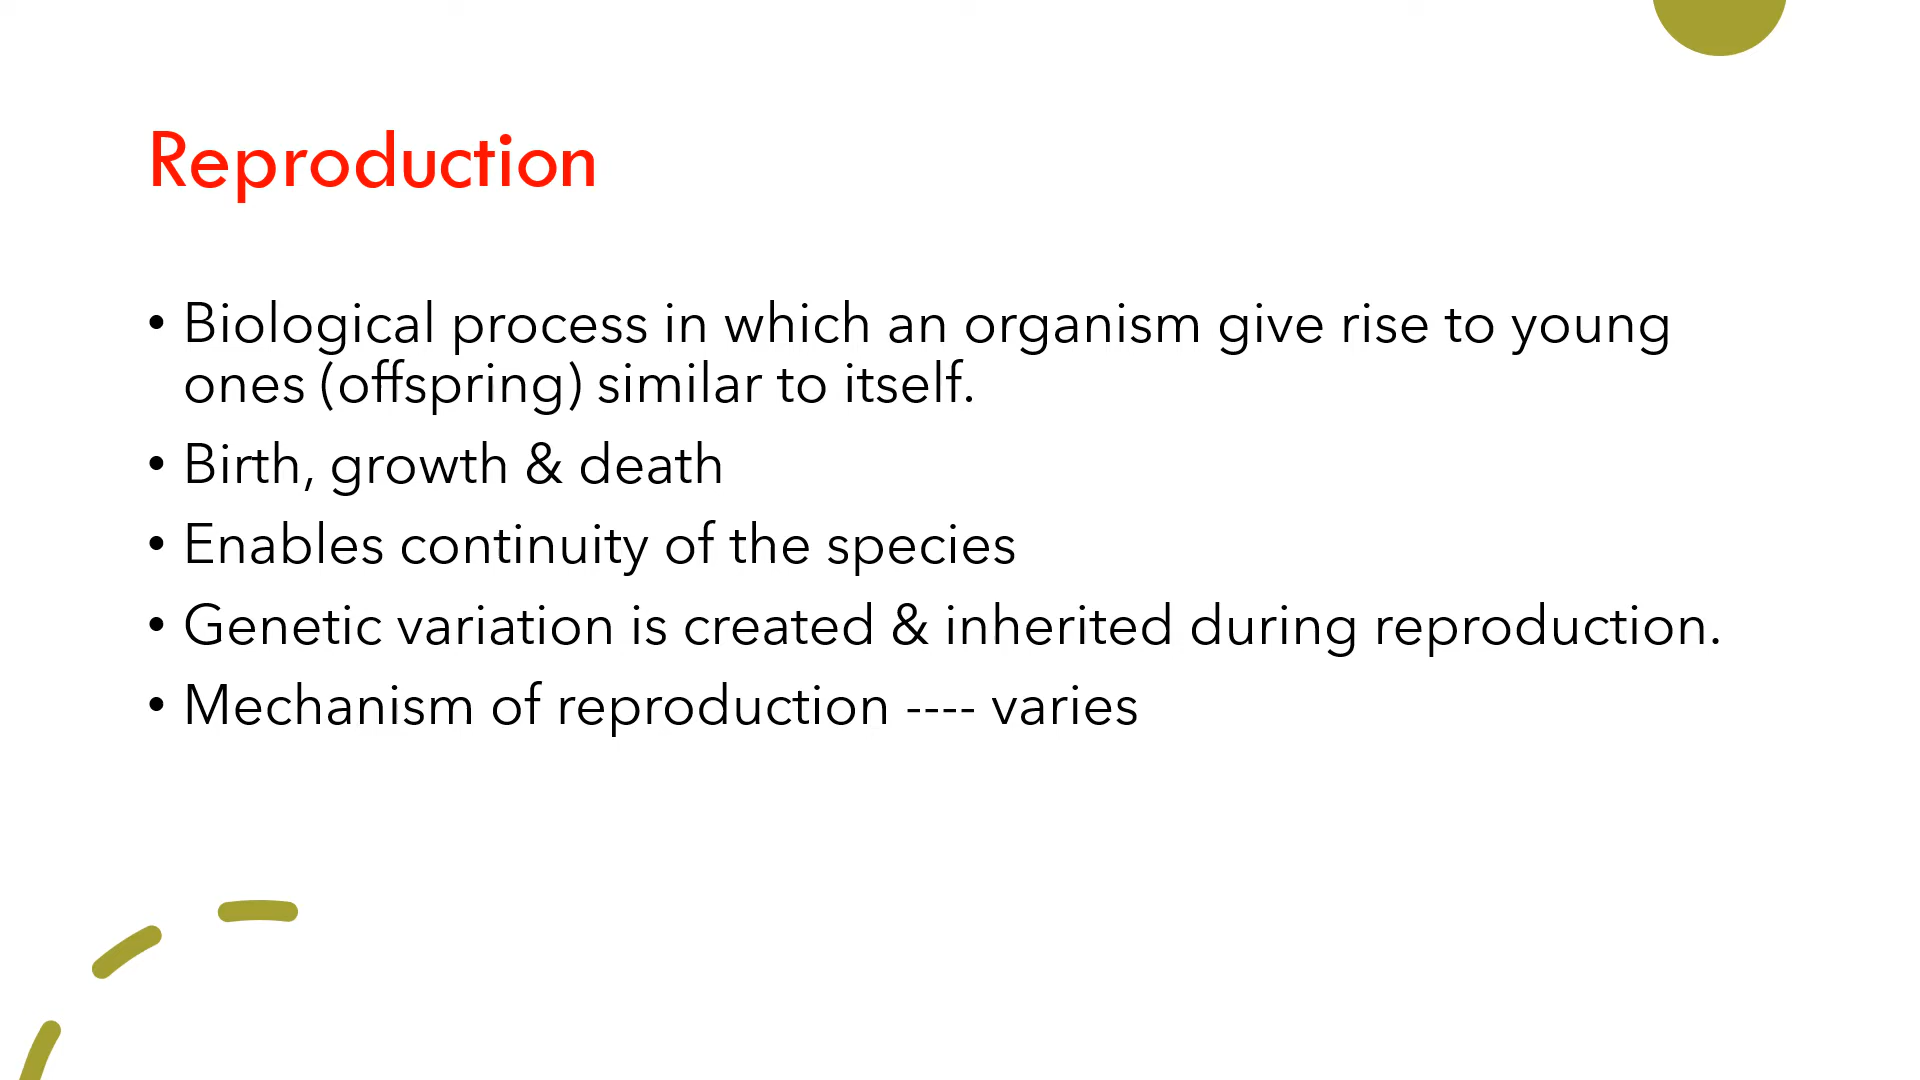 Reproduction
• Biological process in which an organism give rise to young
ones (offspring) similar to itself.
• Birth, growth & death
• Enables continuity of the species
• Genetic variation is created & inherited during reproduction.
• Mechanism of reproduction ---- varies